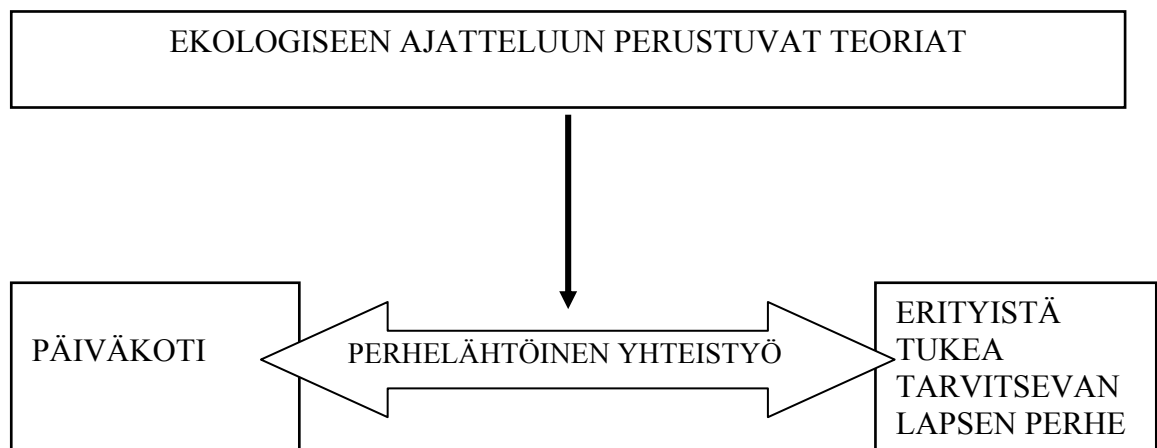 EKOLOGISEEN AJATTELUUN PERUSTUVAT TEORIAT
PÄIVÄKOTI
PERHELÄHTÖINEN YHTEISTYÖ
ERITYISTÄ
TUKEA
TARVITSEVAN
LAPSEN PERHE